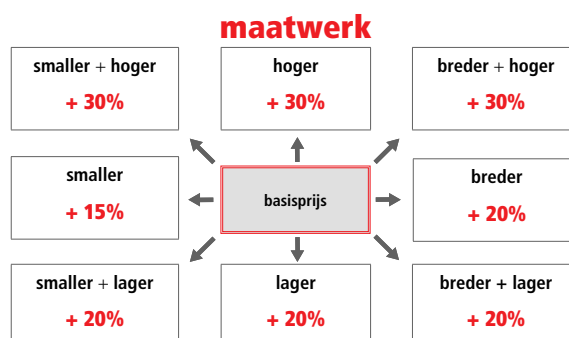 maatwerk
smaller + hoger
+ 30%
hoger
+ 30%
breder + hoger
+ 30%
smaller
+ 15%
basisprijs
breder
+ 20%
smaller + lager
+ 20%
lager
+ 20%
breder + lager
+ 20%